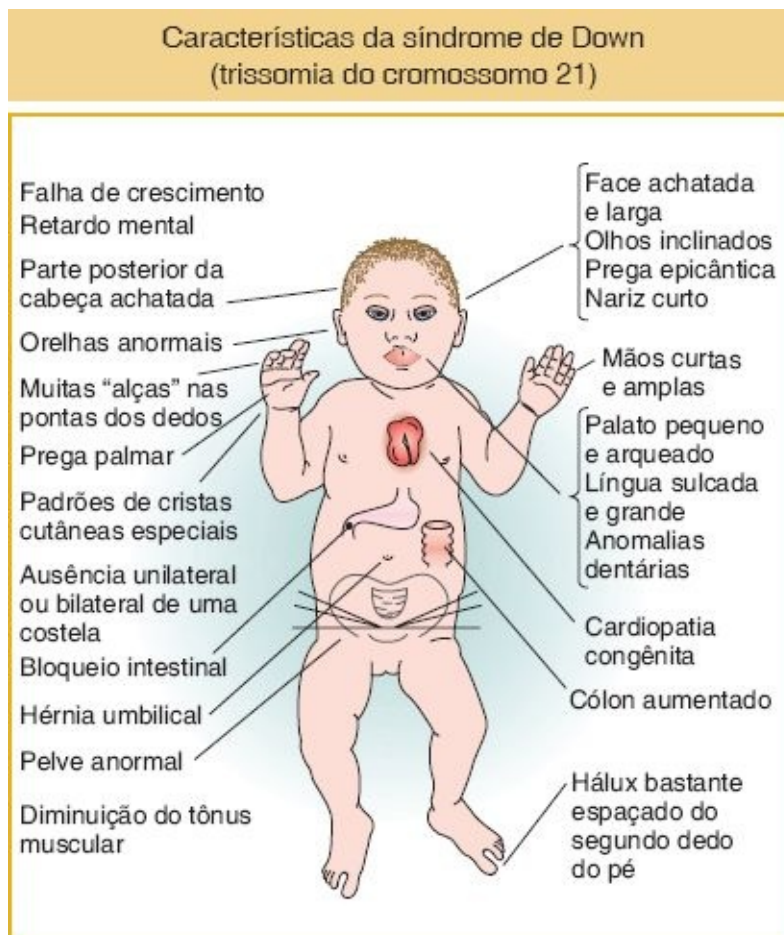 Características da síndrome de Down
(trissomia do cromossomo 21)
Falha de crescimento
Retardo mental
Parte posterior da
cabeça achatada
Orelhas anormais
Muitas “alças” nas
pontas dos dedos
Prega palmar
Padrões de cristas
cutâneas especiais
Ausência unilateral
ou bilateral de uma
costela
Bloqueio intestinal
Hérnia umbilical
Pelve anormal
Diminuição do tônus
muscular
Face achatada
e larga
Olhos inclinados
Prega epicântica
Nariz curto
Mãos curtas
e amplas
Palato pequeno
e arqueado
Língua sulcada
e grande
Anomalias
dentárias
Cardiopatia
congênita
Cólon aumentado
Hálux bastante
espaçado do
segundo dedo
do pé